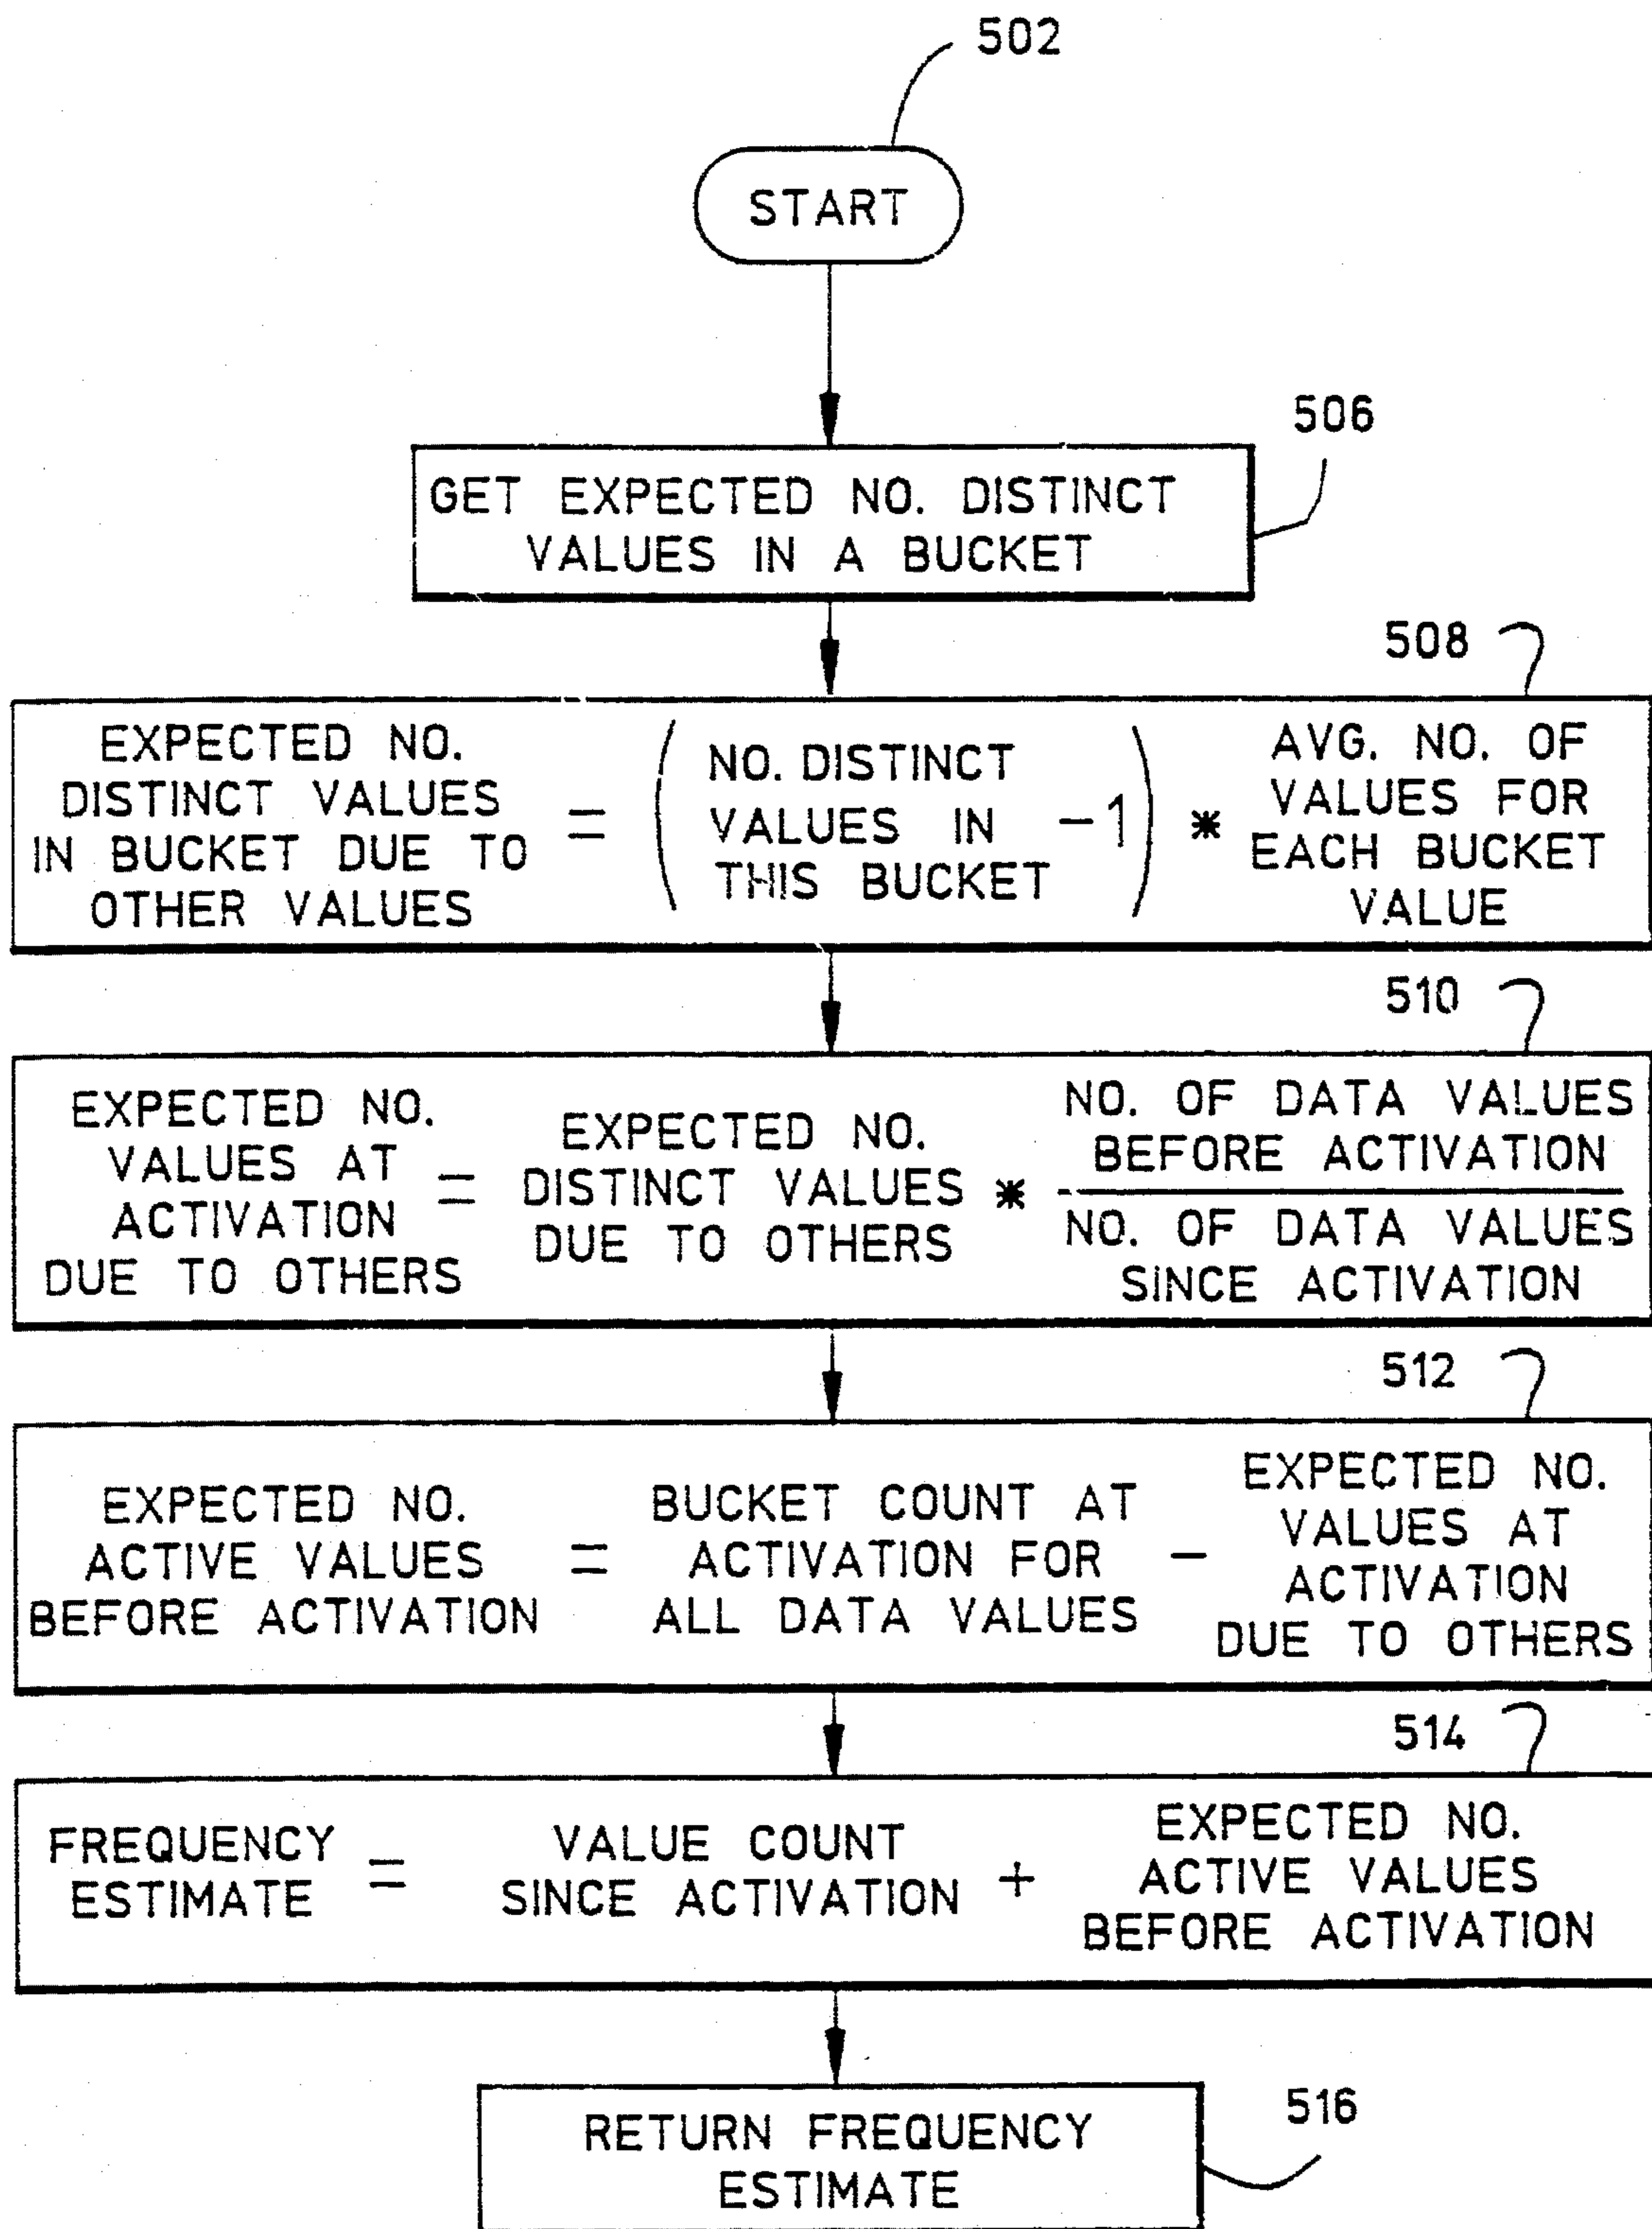 502
START
506
GET EXPECTED NO. DISTINCT
VALUES IN A BUCKET
508
EXPECTED NO.
DISTINCT VALUES
IN BUCKET DUE TO
OTHER VALUES
=
(
NO. DISTINCT
VALUES IN
THIS BUCKET
-1
)
*
AVG. NO. OF
VALUES FOR
EACH BUCKET
VALUE
510
EXPECTED NO.
VALUES AT
ACTIVATION
DUE TO OTHERS
=
EXPECTED NO.
DISTINCT VALUES
DUE TO OTHERS
*
NO. OF DATA VALUES
BEFORE ACTIVATION
NO. OF DATA VALUES
SINCE ACTIVATION
512
EXPECTED NO.
ACTIVE VALUES
BEFORE ACTIVATION
=
BUCKET COUNT AT
ACTIVATION FOR
ALL DATA VALUES
-
EXPECTED NO.
VALUES AT
ACTIVATION
DUE TO OTHERS
514
FREQUENCY
ESTIMATE
=
VALUE COUNT
SINCE ACTIVATION
+
EXPECTED NO.
ACTIVE VALUES
BEFORE ACTIVATION
516
RETURN FREQUENCY
ESTIMATE